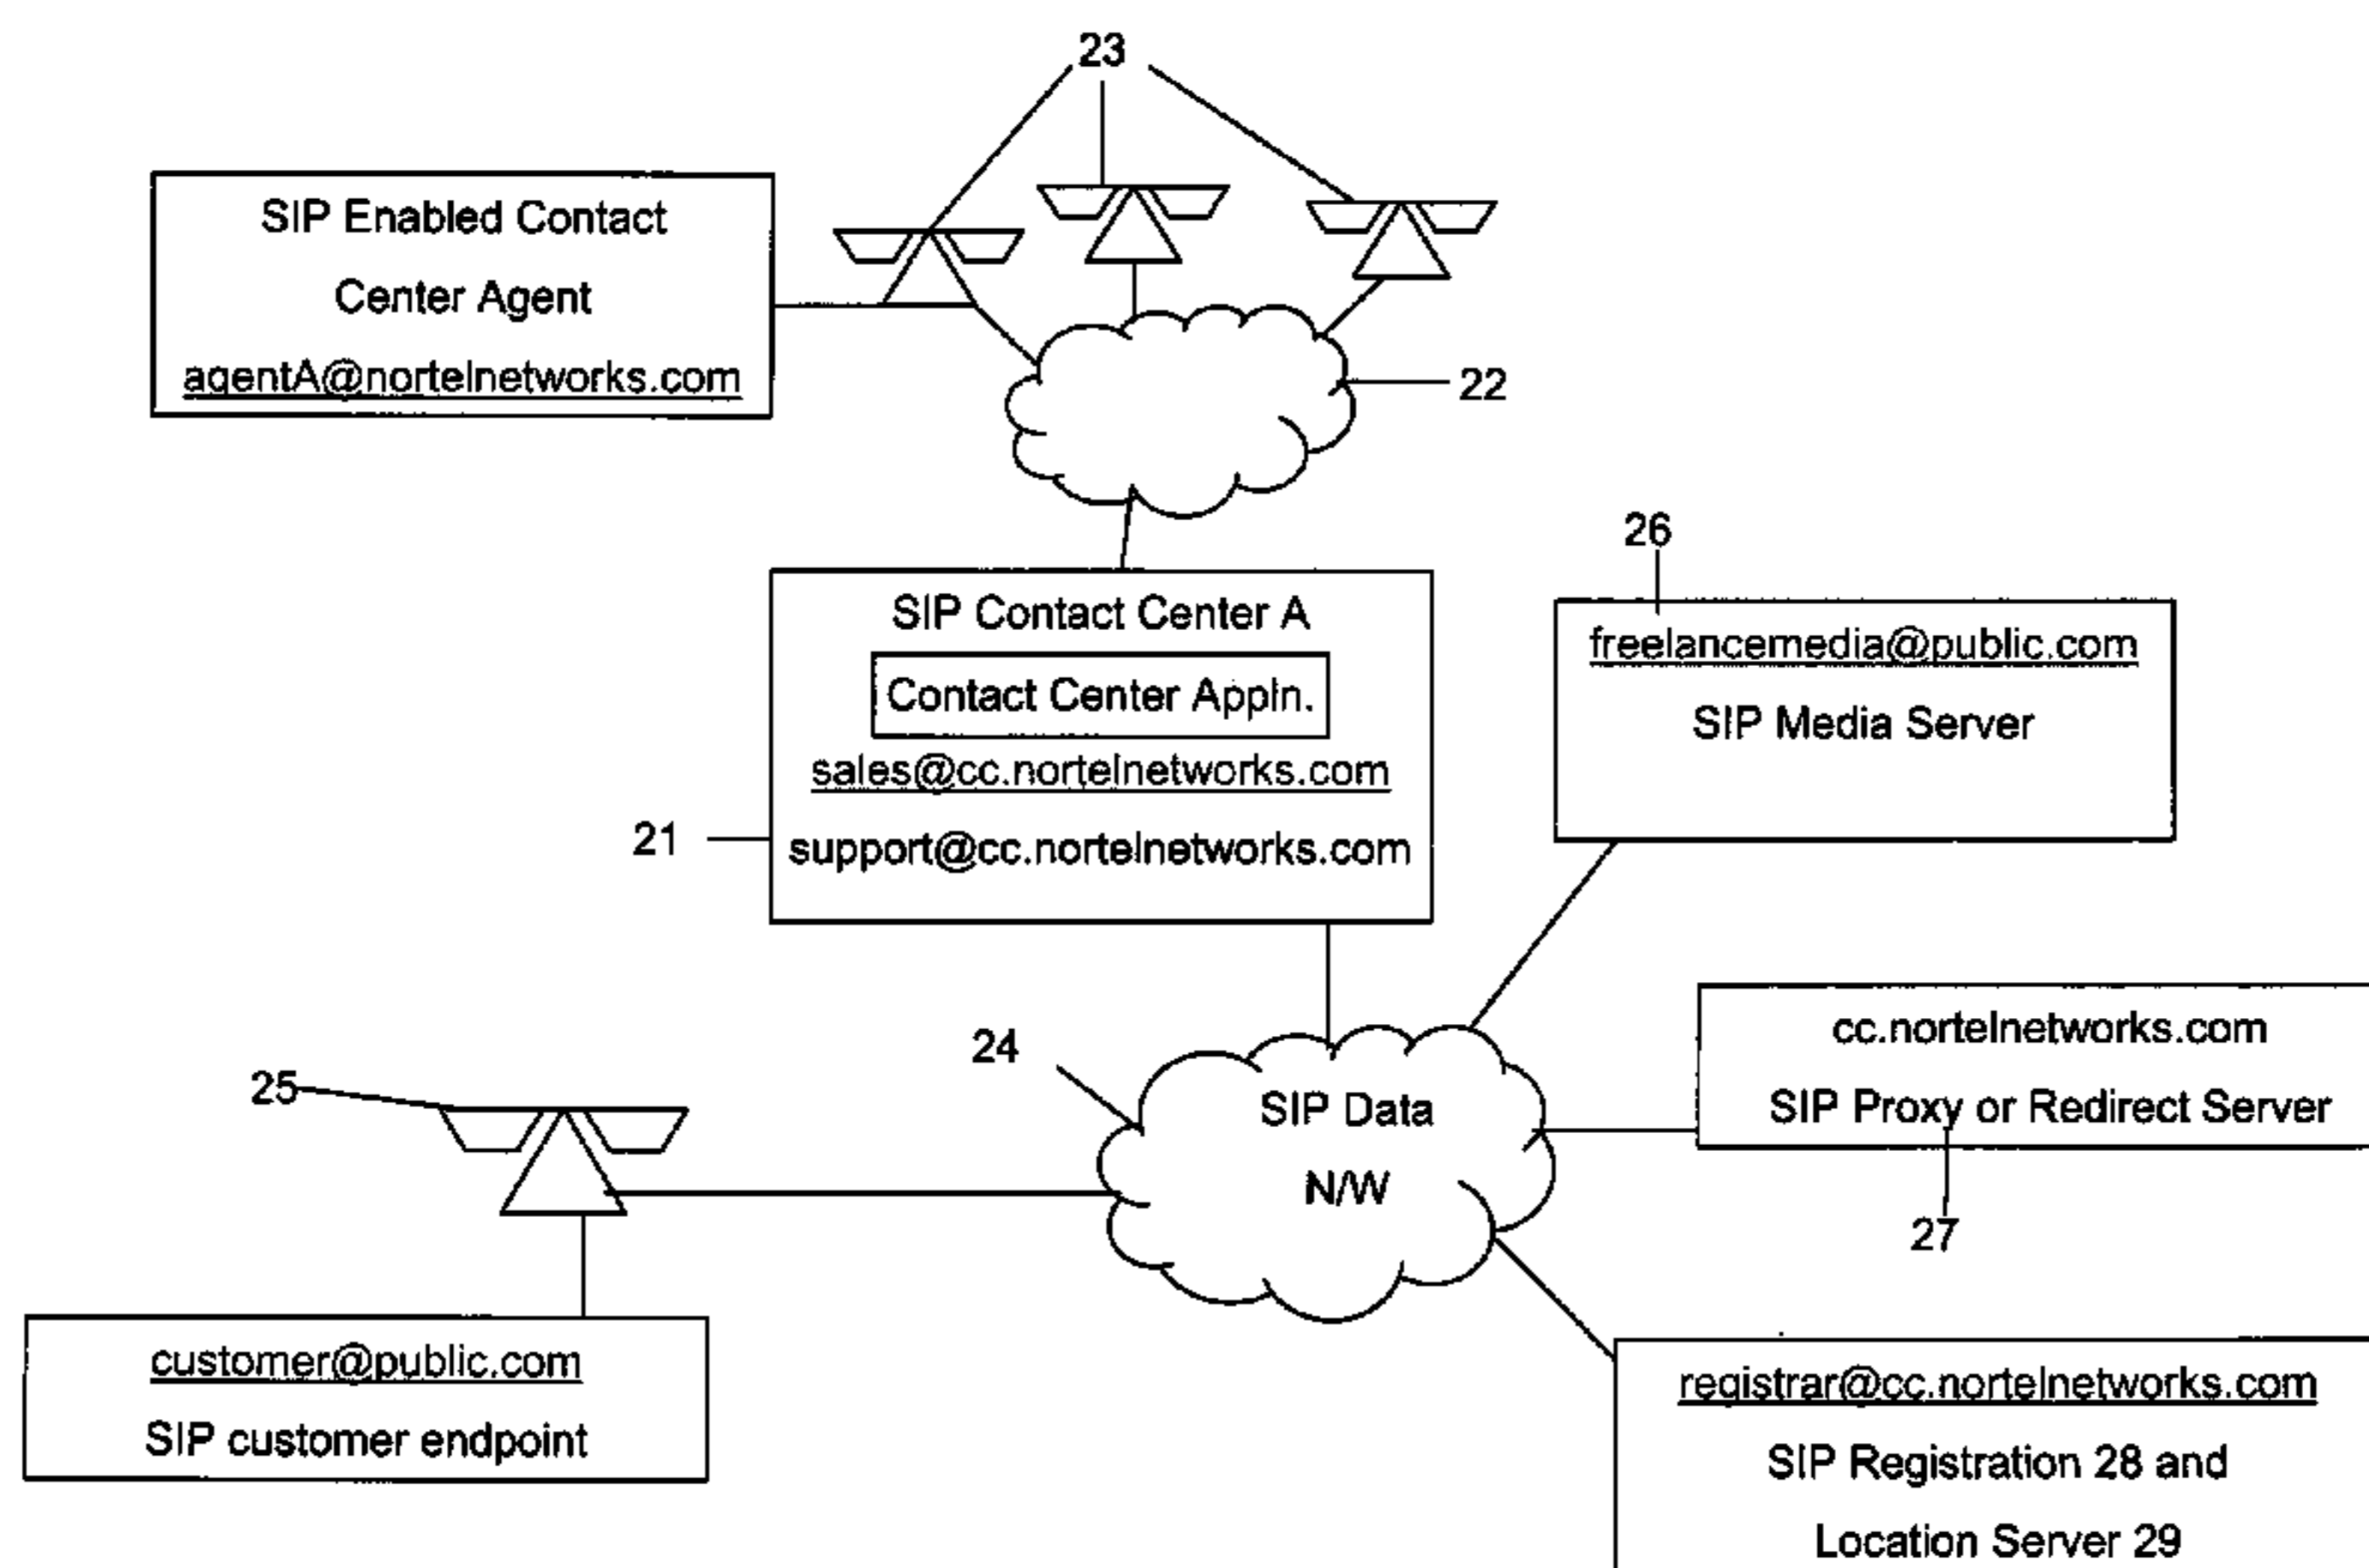 23
SIP Enabled Contact
Center Agent
agentA@nortelnetworks.com
22
26
SIP Contact Center A
Contact Center Appln.
sales@cc.nortelnetworks.com
21
support@cc.nortelnetworks.com
freelancemedia@public.com
SIP Media Server
24
SIP Data
N/W
cc.nortelnetworks.com
SIP Proxy or Redirect Server
27
25
customer@public.com
SIP customer endpoint
registrar@cc.nortelnetworks.com
SIP Registration 28 and
Location Server 29